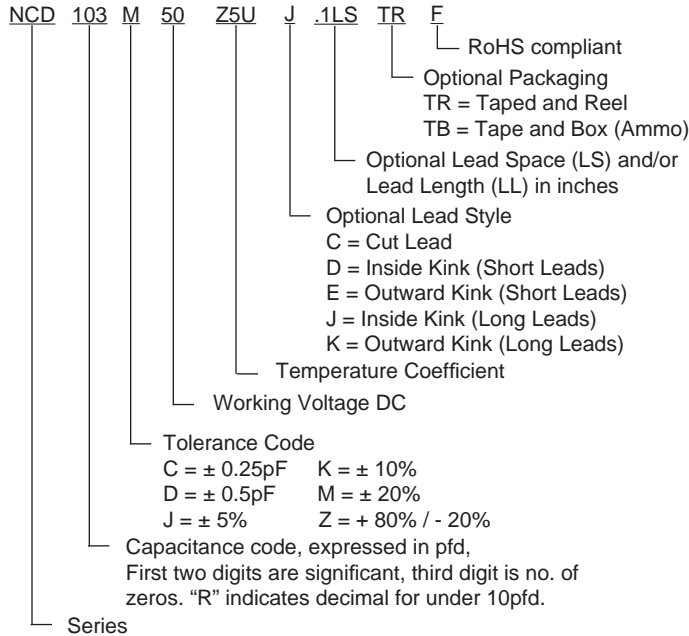 NCD 103 M 50 Z5U J .1LS TR F
RoHS compliant
Optional Packaging
TR = Taped and Reel
TB = Tape and Box (Ammo)
Optional Lead Space (LS) and/or
Lead Length (LL) in inches
Optional Lead Style
C = Cut Lead
D = Inside Kink (Short Leads)
E = Outward Kink (Short Leads)
J = Inside Kink (Long Leads)
K = Outward Kink (Long Leads)
Temperature Coefficient
Working Voltage DC
Tolerance Code
C = ± 0.25pF K = ± 10%
D = ± 0.5pF M = ± 20%
J = ± 5% Z = + 80% / - 20%
Capacitance code, expressed in pfd,
First two digits are significant, third digit is no. of
zeros. “R” indicates decimal for under 10pfd.
Series